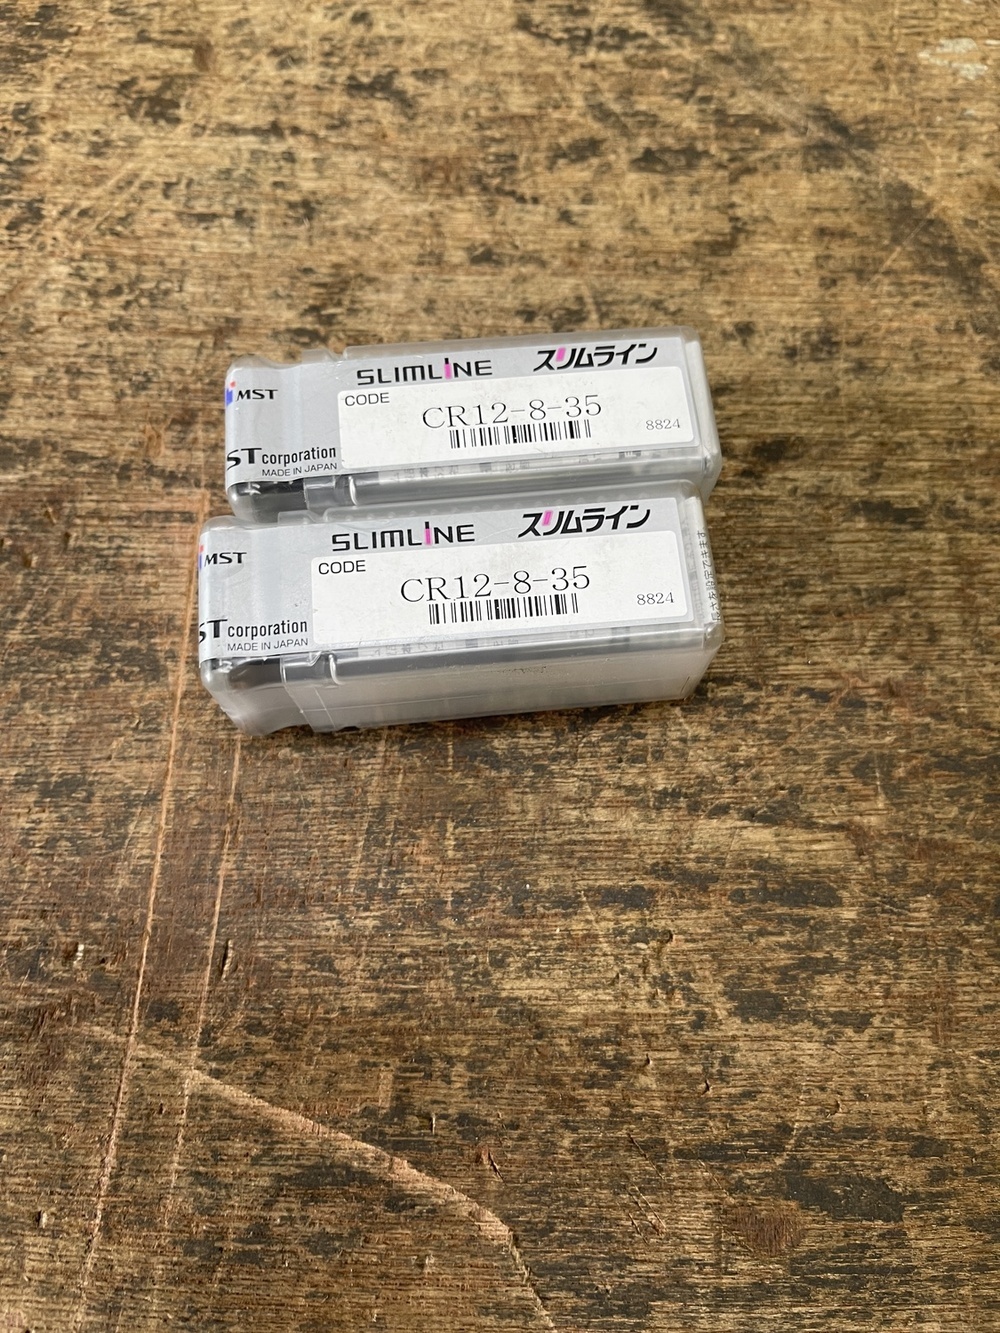 MST
SLIMLINE スリムライン
CODE
CR12-8-35
8824
ST corporation
MADE IN JAPAN
MST
SLIMLINE スリムライン
CODE
CR12-8-35
8824
ST corporation
MADE IN JAPAN